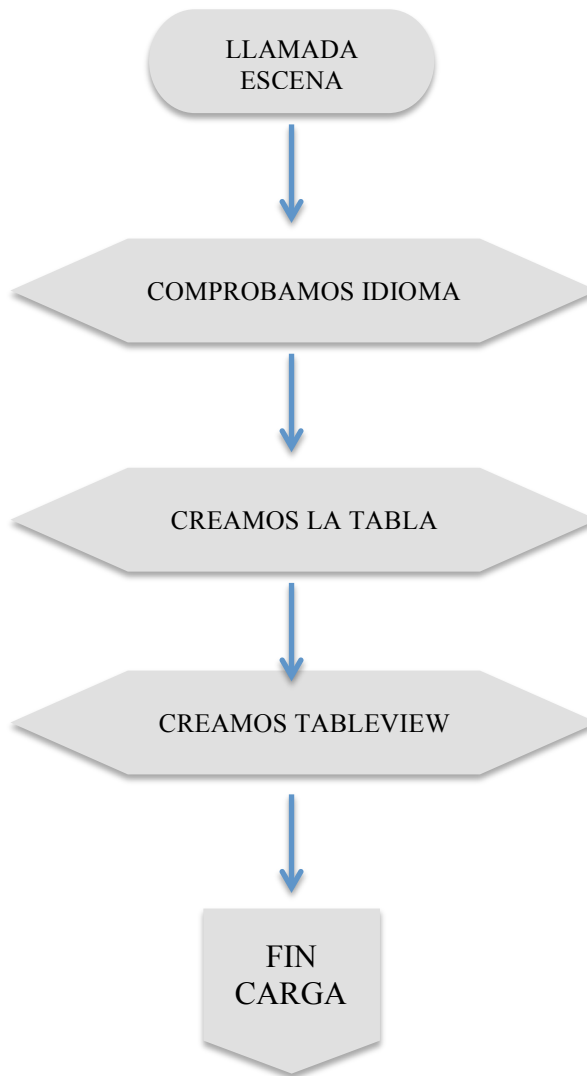 LLAMADA
ESCENA
COMPROBAMOS IDIOMA
CREAMOS LA TABLA
CREAMOS TABLEVIEW
FIN
CARGA